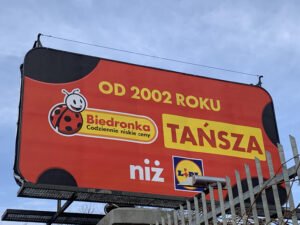 OD 2002 ROKU
Biedronka
Codziennie niskie ceny
TAŃSZA
niż
LIDL